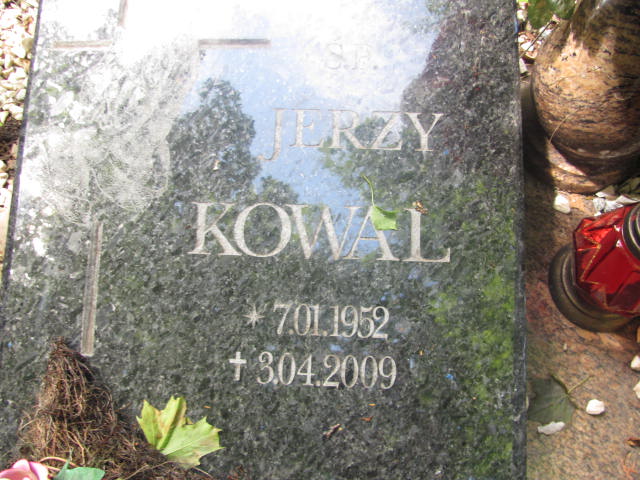 Ś.P.
JERZY
KOWAL
* 7.01.1952
✝ 3.04.2009